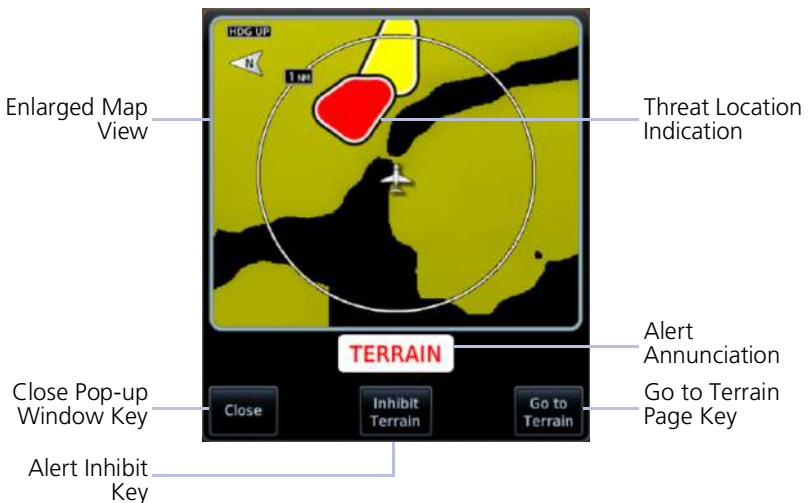 HDG UP
N
1 NM
Enlarged Map
View
Threat Location
Indication
TERRAIN
Alert
Annunciation
Close Pop-up
Window Key
Close
Inhibit
Terrain
Go to
Terrain
Go to Terrain
Page Key
Alert Inhibit
Key